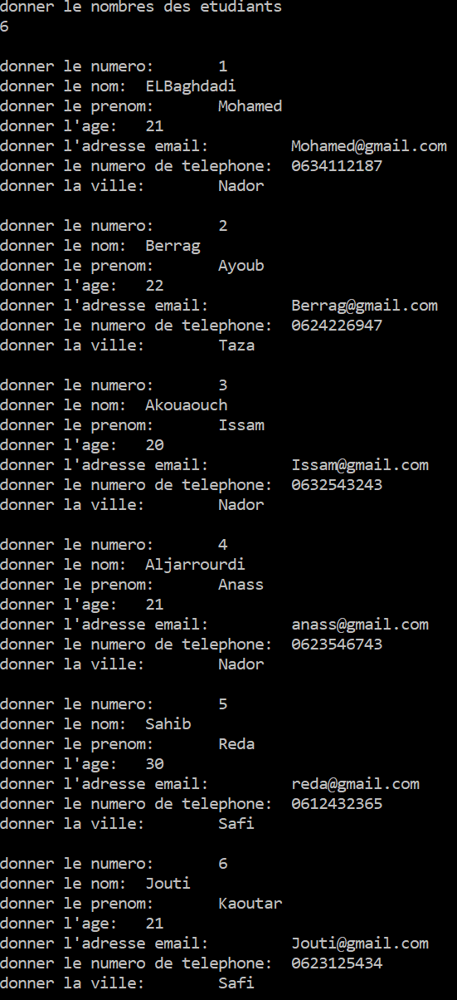 donner le nombres des etudiants
6
donner le numero: 1
donner le nom: ELBaghdadi
donner le prenom: Mohamed
donner l'age: 21
donner l'adresse email: Mohamed@gmail.com
donner le numero de telephone: 0634112187
donner la ville: Nador
donner le numero: 2
donner le nom: Berrag
donner le prenom: Ayoub
donner l'age: 22
donner l'adresse email: Berrag@gmail.com
donner le numero de telephone: 0624226947
donner la ville: Taza
donner le numero: 3
donner le nom: Akouaouch
donner le prenom: Issam
donner l'age: 20
donner l'adresse email: Issam@gmail.com
donner le numero de telephone: 0632543243
donner la ville: Nador
donner le numero: 4
donner le nom: Aljarrourdi
donner le prenom: Anass
donner l'age: 21
donner l'adresse email: anass@gmail.com
donner le numero de telephone: 0623546743
donner la ville: Nador
donner le numero: 5
donner le nom: Sahib
donner le prenom: Reda
donner l'age: 30
donner l'adresse email: reda@gmail.com
donner le numero de telephone: 0612432365
donner la ville: Safi
donner le numero: 6
donner le nom: Jouti
donner le prenom: Kaoutar
donner l'age: 21
donner l'adresse email: Jouti@gmail.com
donner le numero de telephone: 0623125434
donner la ville: Safi